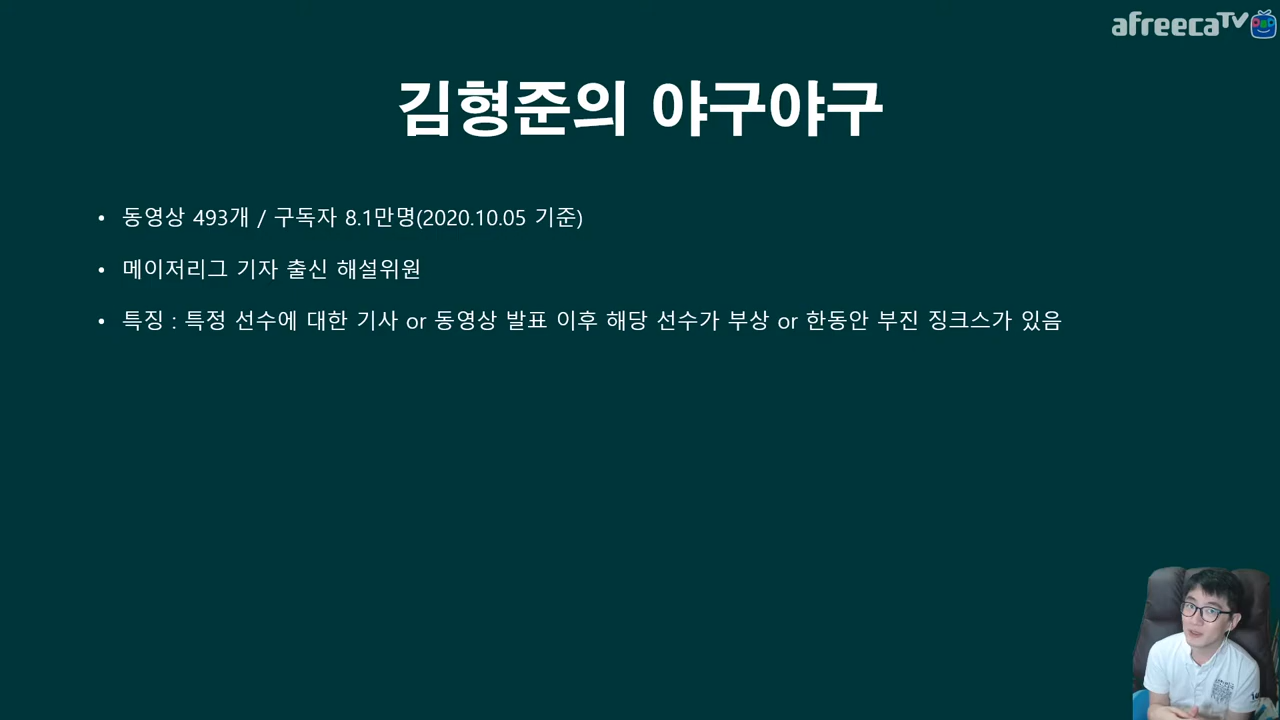 afreecaTV
김형준의 야구야구
• 동영상 493개 / 구독자 8.1만명(2020.10.05 기준)
• 메이저리그 기자 출신 해설위원
• 특징 : 특정 선수에 대한 기사 or 동영상 발표 이후 해당 선수가 부상 or 한동안 부진 징크스가 있음